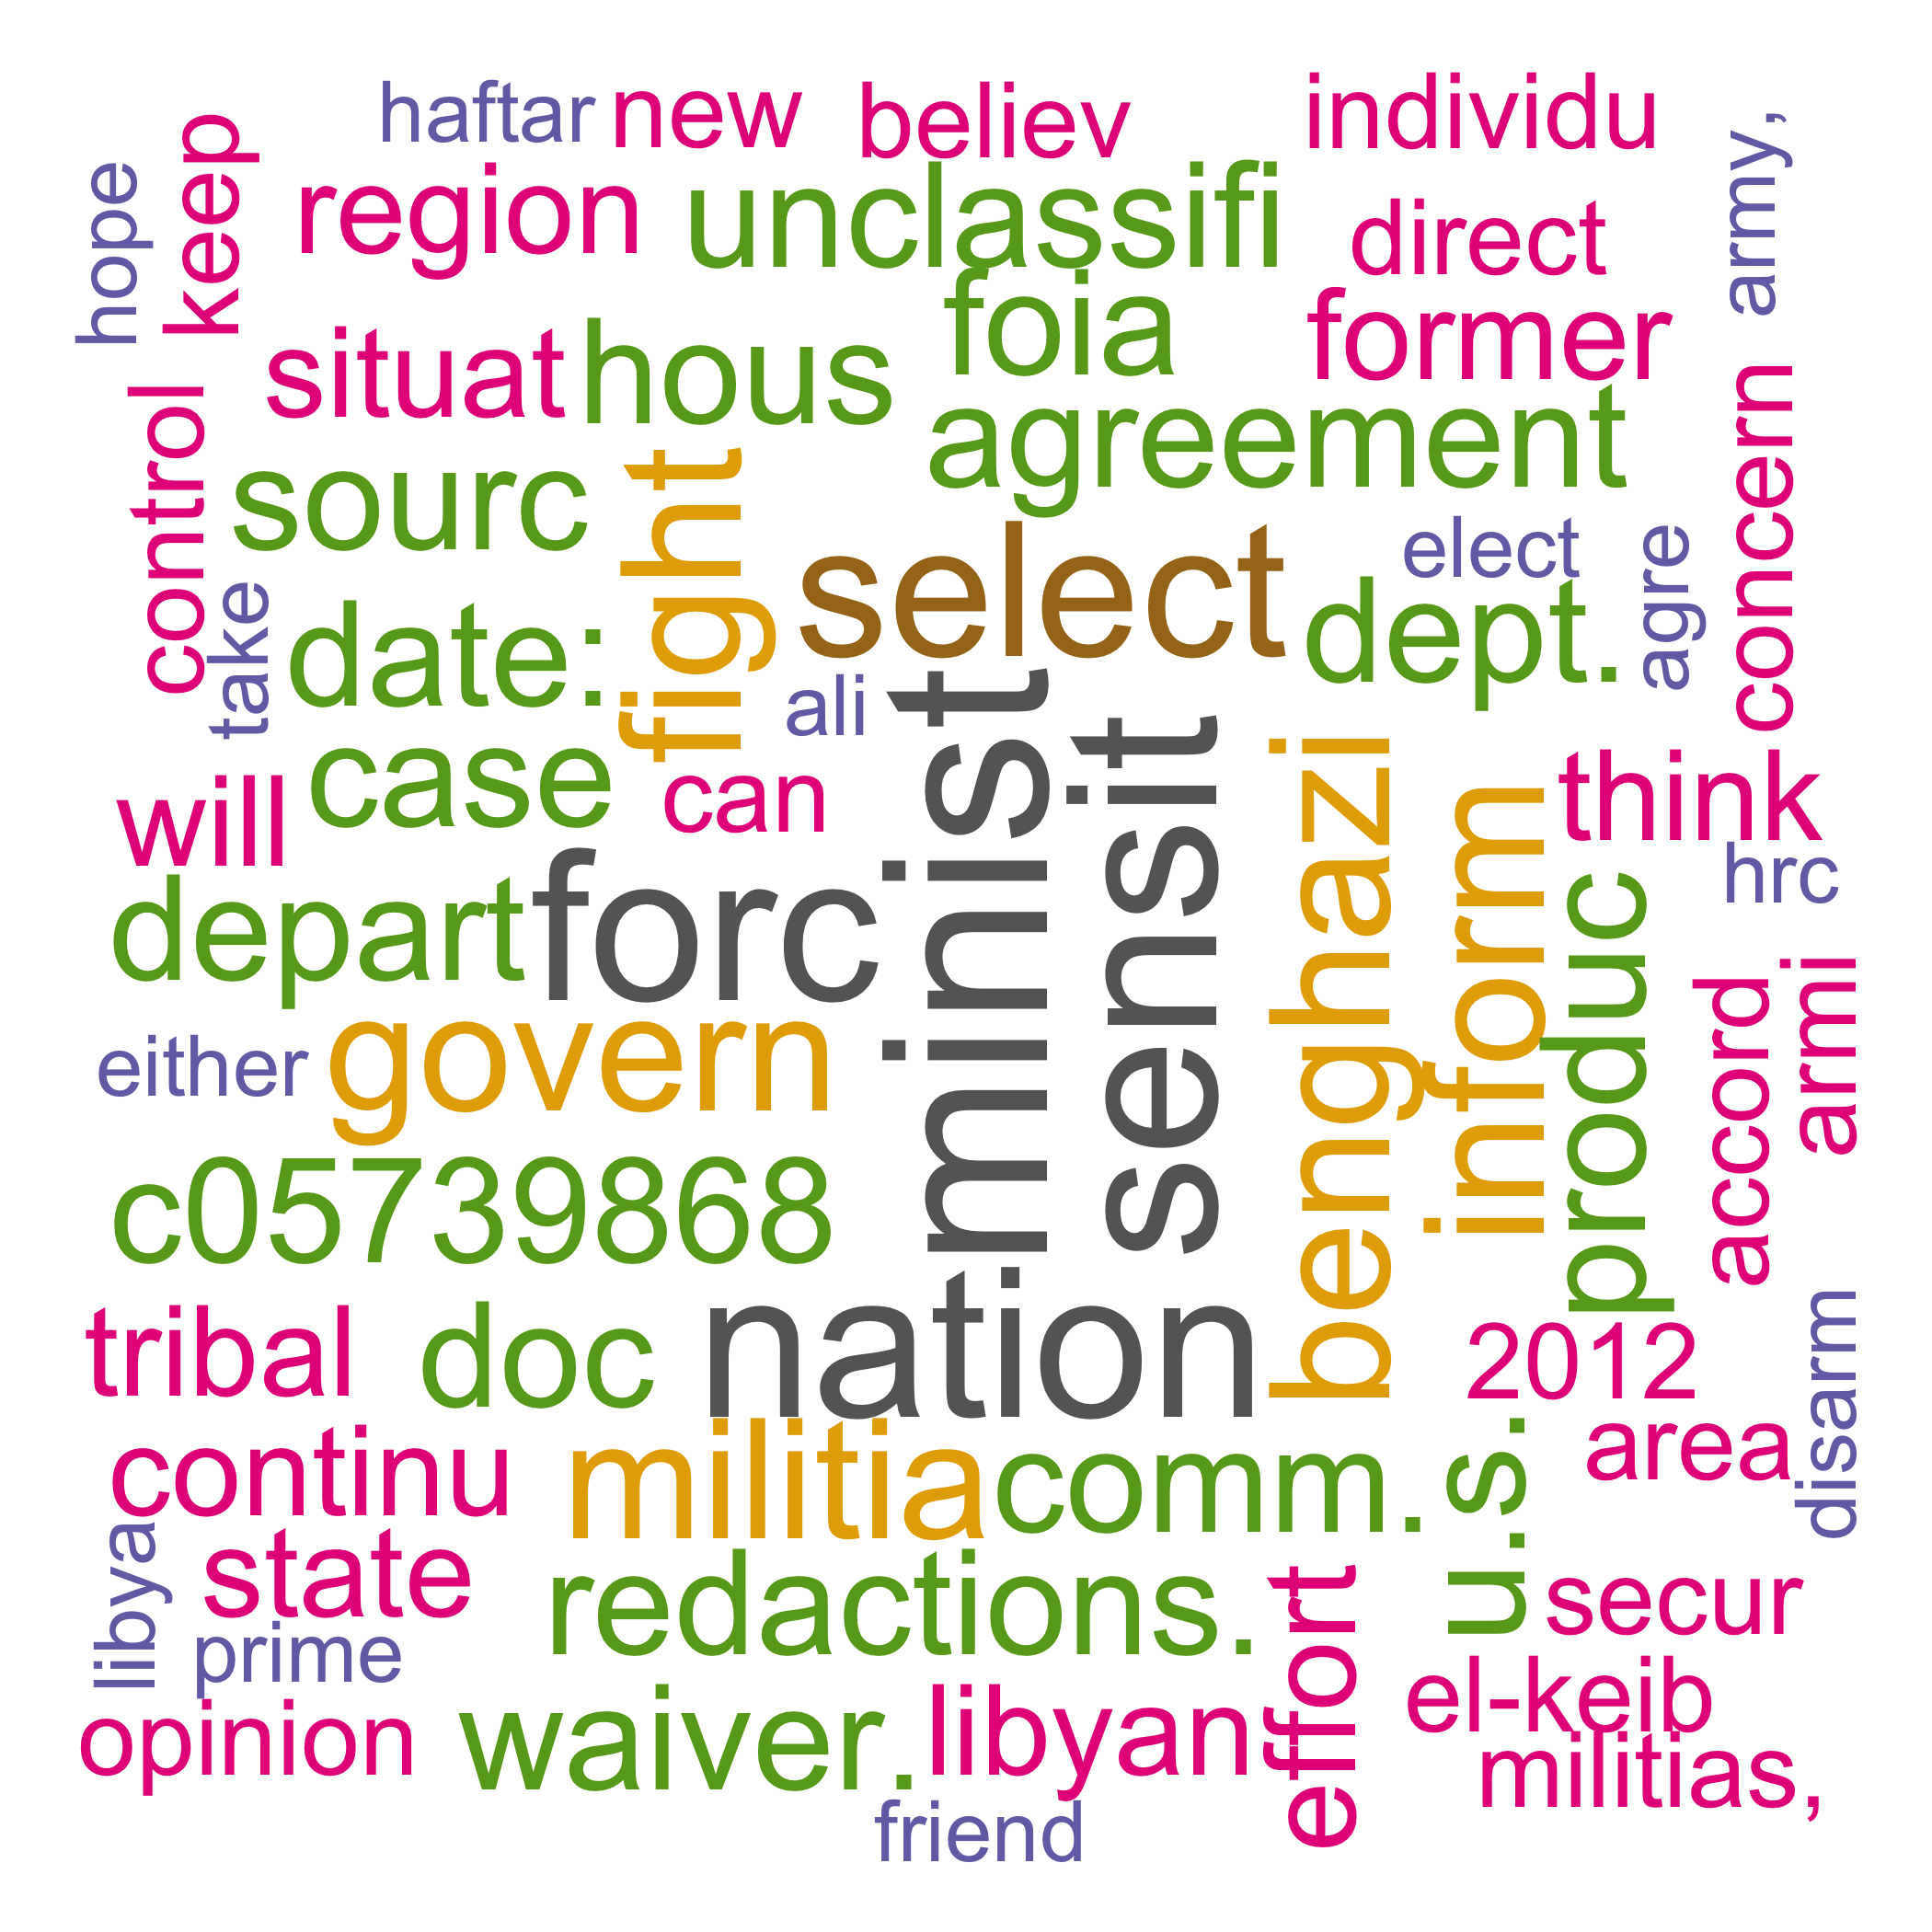 haftar new believ individu
hope keep region unclassifi direct army,
situat hous foia former
control sourc fight agreement concern
take date: select elect agre
ali dept.
case can minist sensit think
will hrc
depart forc benghazi inform produc
either govern accord armi
c05739868
tribal doc nation 2012 disarm
continu militia comm. u.s. area
libya state redactions. effort secur
prime el-keib
opinion waiver. libyan militias,
friend